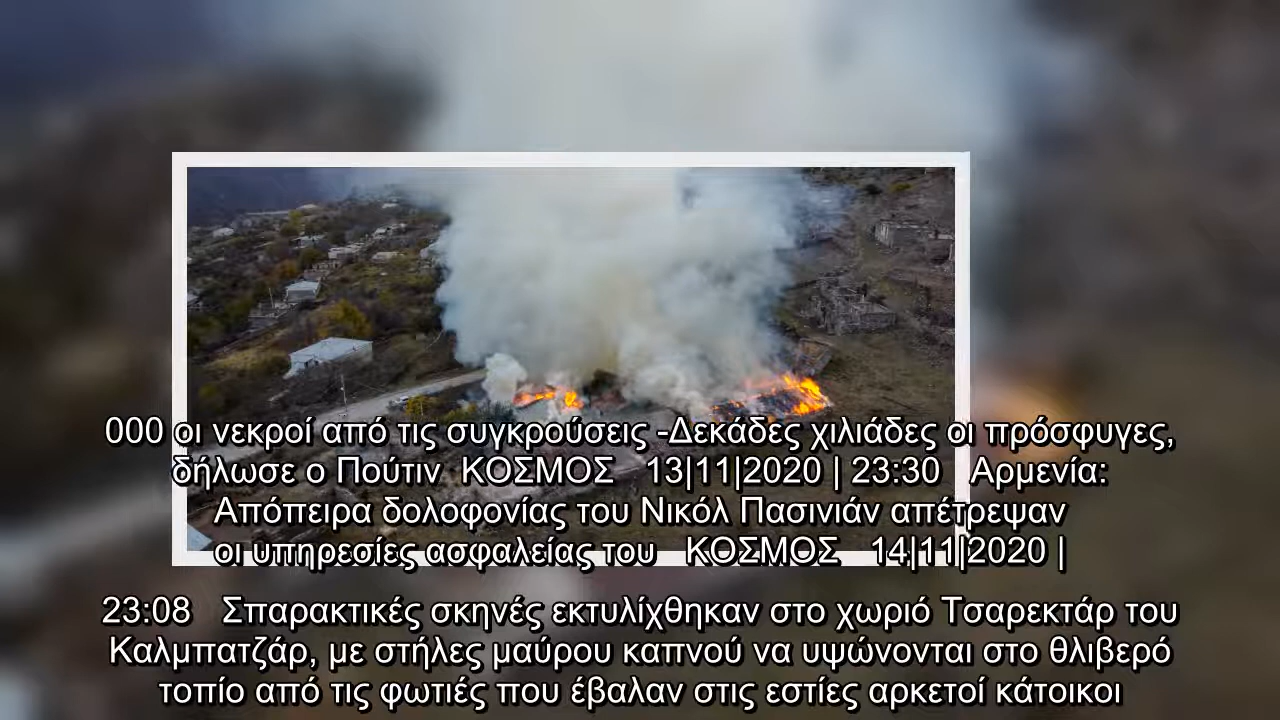 000 οι νεκροί από τις συγκρούσεις -Δεκάδες χιλιάδες οι πρόσφυγες,
δήλωσε ο Πούτιν ΚΟΣΜΟΣ 13|11|2020 | 23:30 Αρμενία:
Απόπειρα δολοφονίας του Νικόλ Πασινιάν απέτρεψαν
οι υπηρεσίες ασφαλείας του ΚΟΣΜΟΣ 14|11|2020 |
23:08 Σπαρακτικές σκηνές εκτυλίχθηκαν στο χωριό Τσαρεκτάρ του
Καλμπατζάρ, με στήλες μαύρου καπνού να υψώνονται στο θλιβερό
τοπίο από τις φωτιές που έβαλαν στις εστίες αρκετοί κάτοικοι